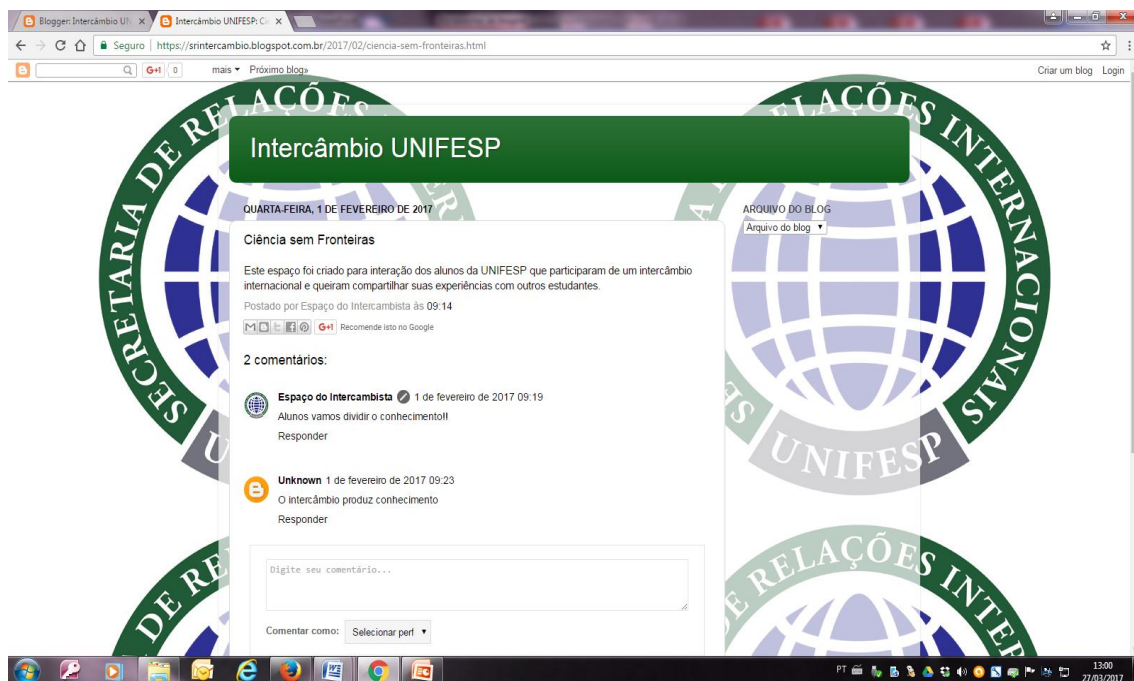 Blogger: Intercâmbio UN
Intercâmbio UNIFESP: Ci
Seguro | https://srintercambio.blogspot.com.br/2017/02/ciencia-sem-fronteiras.html
G+1 0 mais Próximo blog» Criar um blog Login
SECRETARIA DE RELAÇÕES
RELAÇÕES INTERNACIONAIS
UNIFESP
Intercâmbio UNIFESP
QUARTA-FEIRA, 1 DE FEVEREIRO DE 2017
ARQUIVO DO BLOG
Arquivo do blog
Ciência sem Fronteiras
Este espaço foi criado para interação dos alunos da UNIFESP que participaram de um intercâmbio
internacional e queiram compartilhar suas experiências com outros estudantes.
Postado por Espaço do Intercambista às 09:14
G+1 Recomende isto no Google
2 comentários:
Espaço do Intercambista 1 de fevereiro de 2017 09:19
Alunos vamos dividir o conhecimento!!
Responder
Unknown 1 de fevereiro de 2017 09:23
O intercâmbio produz conhecimento
Responder
Digite seu comentário...
Comentar como: Selecionar perf
DE RE
DE RELAÇÕES INTER
PT
13:00
27/03/2017